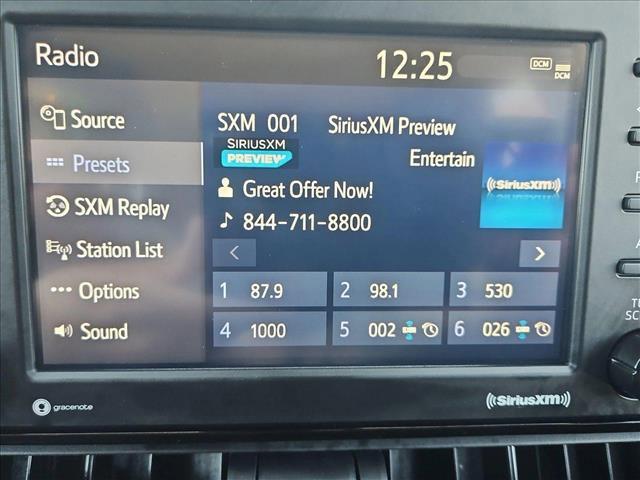 Radio
12:25
DCM
DCM
Source
Presets
SXM Replay
Station List
Options
Sound
SXM 001 SiriusXM Preview
SIRIUSXM
PREVIEW
Entertain
Great Offer Now!
844-711-8800
((SiriusXM))
< >
1 87.9
2 98.1
3 530
4 1000
5 002
6 026
gracenote
((SiriusXM))
TU
SC